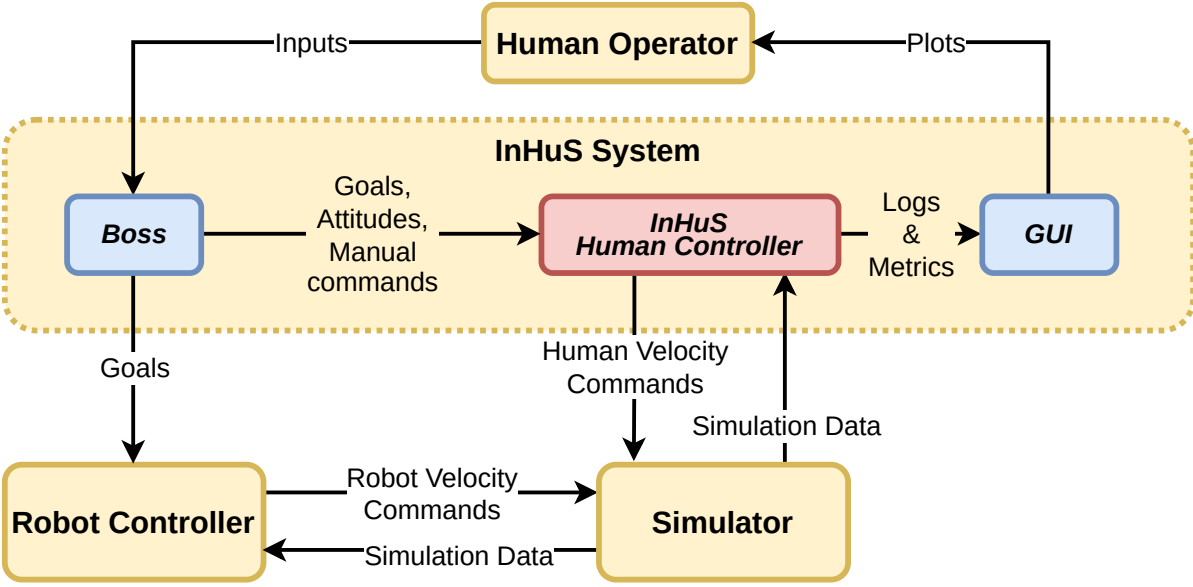 Inputs
Human Operator
Plots
InHuS System
Boss
Goals,
Attitudes,
Manual
commands
InHuS
Human Controller
Logs
&
Metrics
GUI
Goals
Human Velocity
Commands
Simulation Data
Robot Controller
Robot Velocity
Commands
Simulation Data
Simulator